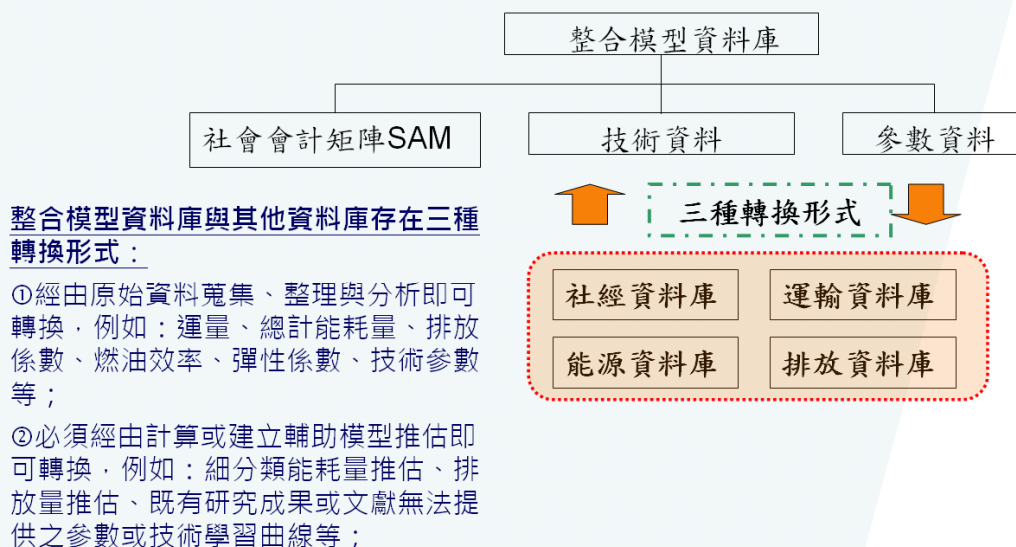 整合模型資料庫
社會會計矩陣SAM
技術資料
參數資料
三種轉換形式
整合模型資料庫與其他資料庫存在三種
轉換形式：
①經由原始資料蒐集、整理與分析即可
轉換，例如：運量、總計能耗量、排放
係數、燃油效率、彈性係數、技術參數
等；
②必須經由計算或建立輔助模型推估即
可轉換，例如：細分類能耗量推估、排
放量推估、既有研究成果或文獻無法提
供之參數或技術學習曲線等；
社經資料庫
運輸資料庫
能源資料庫
排放資料庫